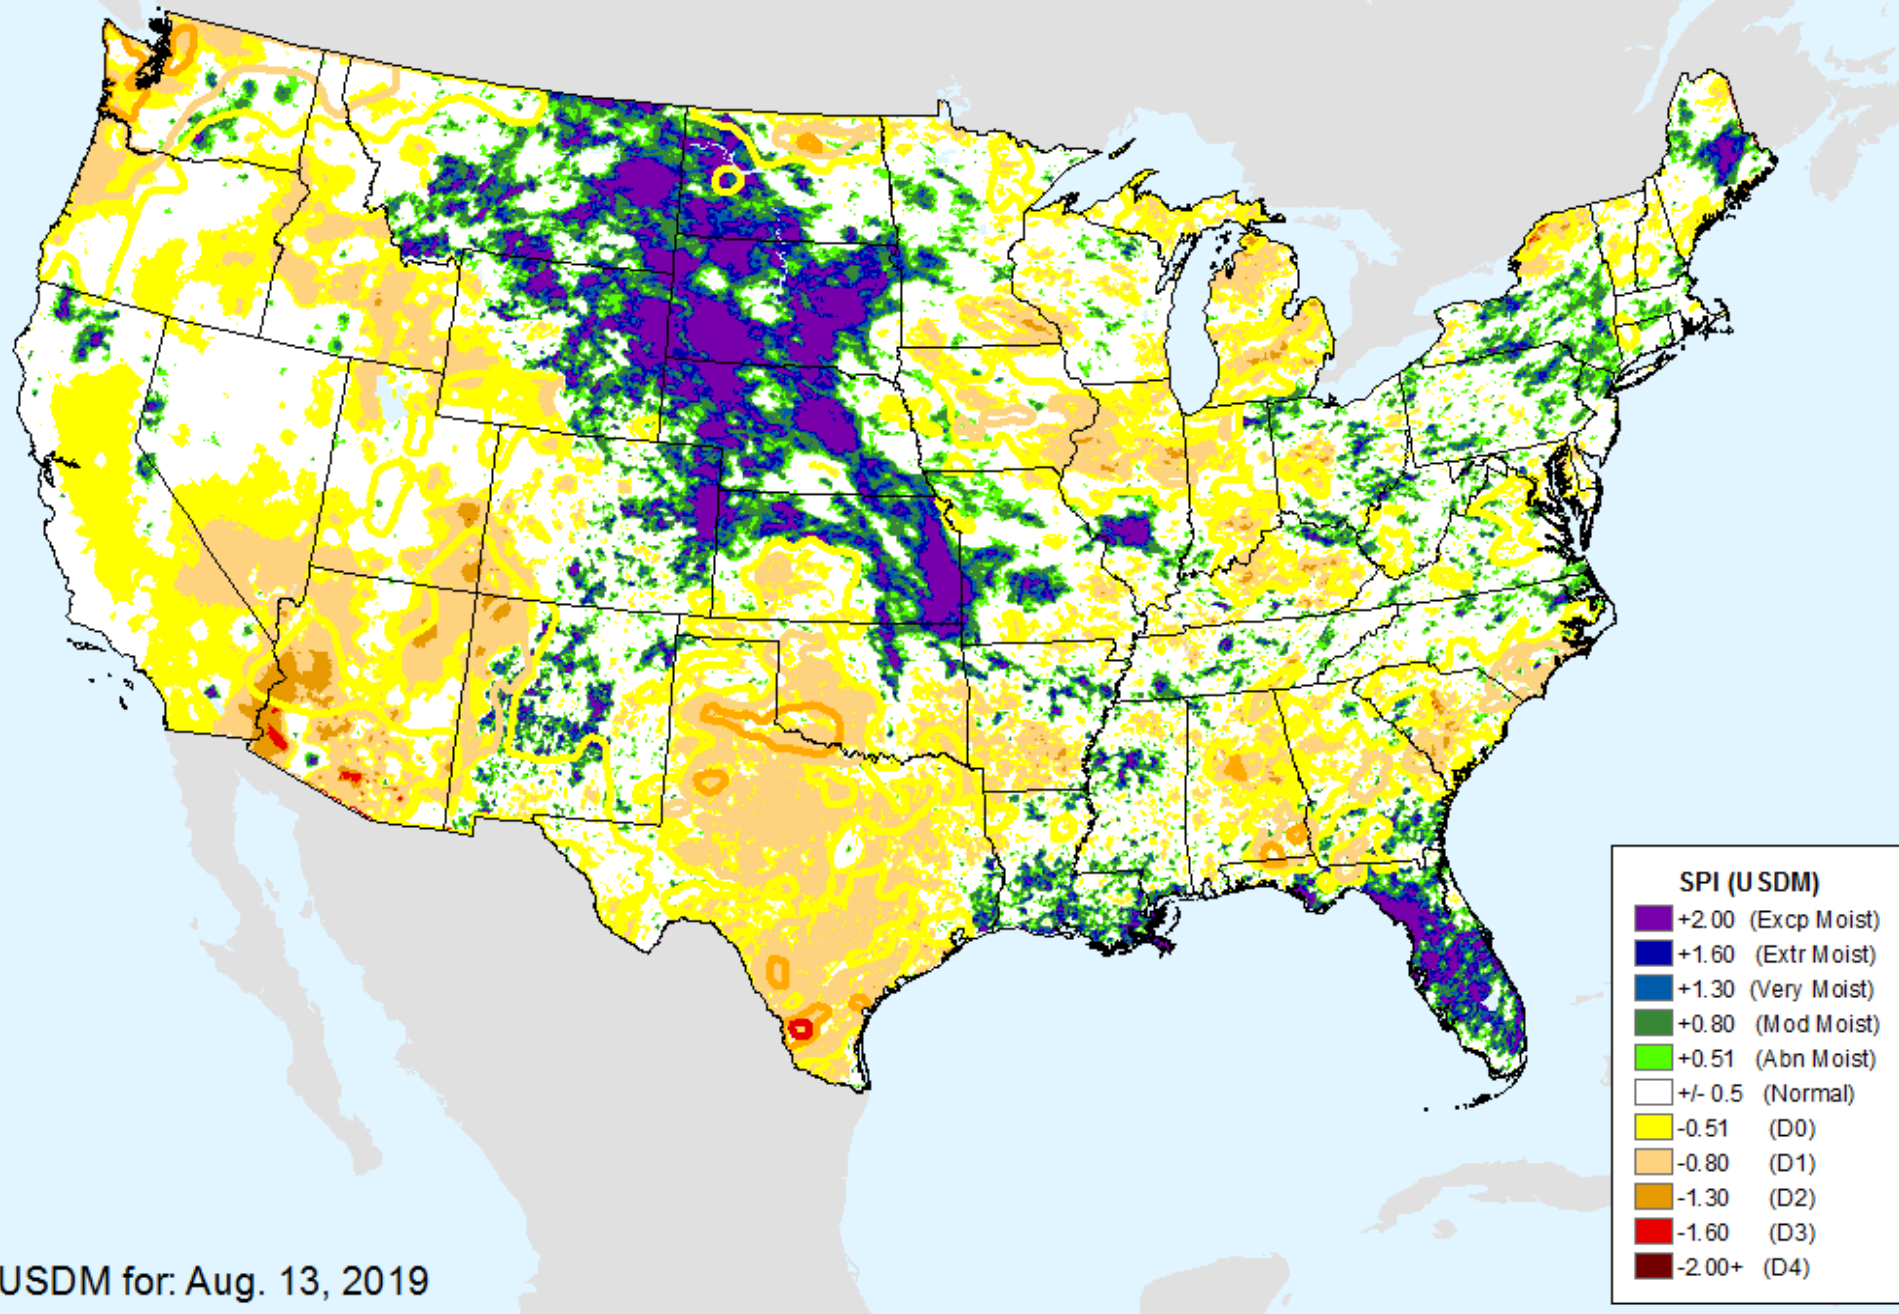 SPI (USDM)
+2.00 (Excp Moist)
+1.60 (Extr Moist)
+1.30 (Very Moist)
+0.80 (Mod Moist)
+0.51 (Abn Moist)
+/- 0.5 (Normal)
-0.51 (D0)
-0.80 (D1)
-1.30 (D2)
-1.60 (D3)
-2.00+ (D4)
USDM for: Aug. 13, 2019